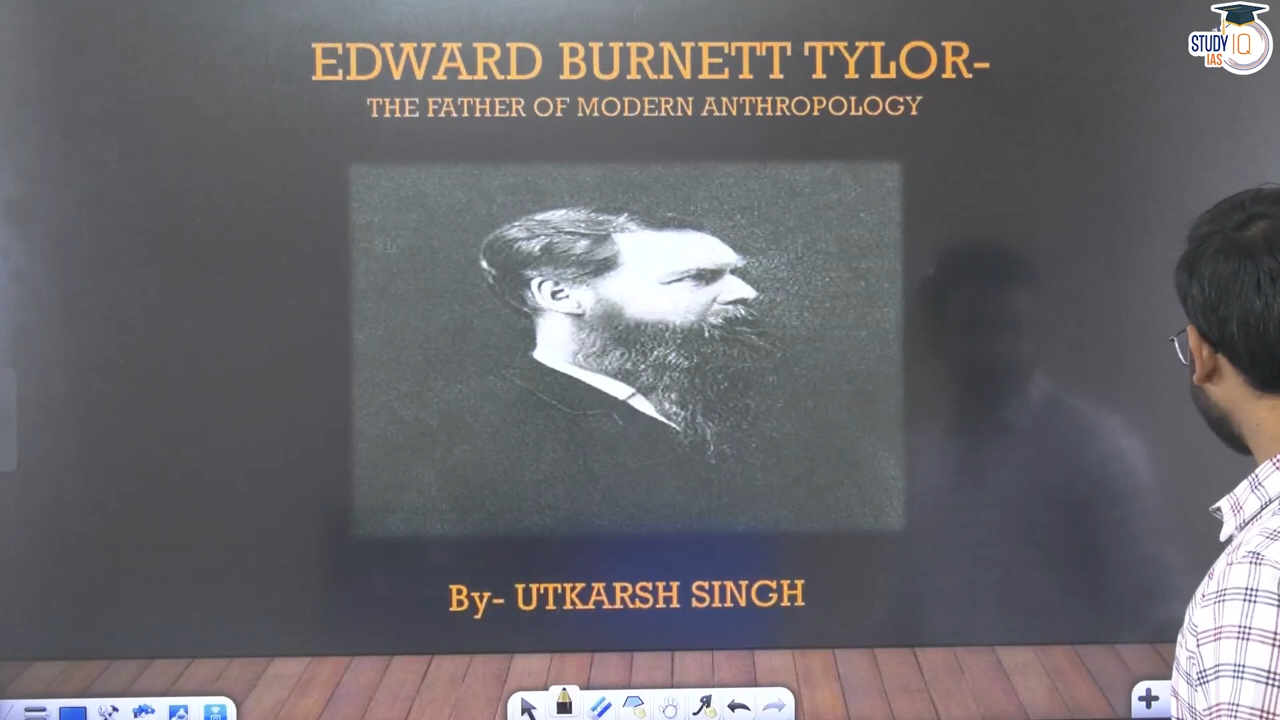 EDWARD BURNETT TYLOR-
THE FATHER OF MODERN ANTHROPOLOGY
STUDY IQ
IAS
By- UTKARSH SINGH